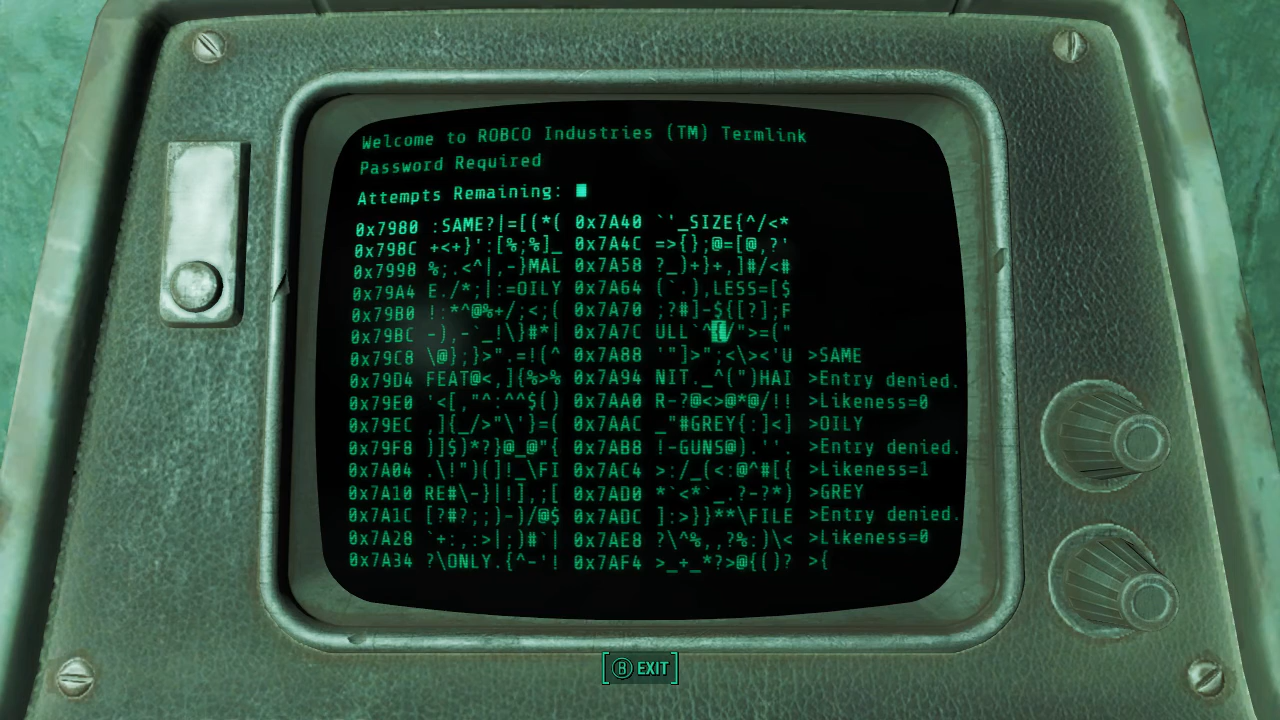 Welcome to ROBCO Industries (TM) Termlink
Password Required
Attempts Remaining: ■
0x7980 :SAME?|=[(*( 0x7A40 `'_SIZE{^/<*
0x798C +<+}':[%;%]_ 0x7A4C =>{};@=[@,?'
0x7998 %;.<^|,-}MAL 0x7A58 ?_)+}+,]#/<#
0x79A4 E./*;|:=OILY 0x7A64 (`.),LESS=[$
0x79B0 !:*^@%+/;<;( 0x7A70 ;?#]-${[?];F
0x79BC -),-`_!\}#*| 0x7A7C ULL`^[{/">=("
0x79C8 \@};}>".=!(^ 0x7A88 '"]>";<\><'U >SAME
0x79D4 FEAT@<,]{%>% 0x7A94 NIT._^(")HAI >Entry denied.
0x79E0 '<[,"^:^^$() 0x7AA0 R-?@<>@*@/!! >Likeness=0
0x79EC ,]{_/>"\'}=( 0x7AAC _"#GREY{:]<] >OILY
0x79F8 )]$)*?}@_@"{ 0x7AB8 !-GUNS@).''. >Entry denied.
0x7A04 .\!")(]!_\FI 0x7AC4 >:/_(<:@^#[{ >Likeness=1
0x7A10 RE#\-}|!],;[ 0x7AD0 *`<*`_.?-?*) >GREY
0x7A1C [?#?;;)-)/@$ 0x7ADC ]:>}}**\FILE >Entry denied.
0x7A28 `+:,:>|;)#`| 0x7AE8 ?\^%,,?%:)\< >Likeness=0
0x7A34 ?\ONLY.{^-'! 0x7AF4 >_+_*?>@{()? >{
B EXIT